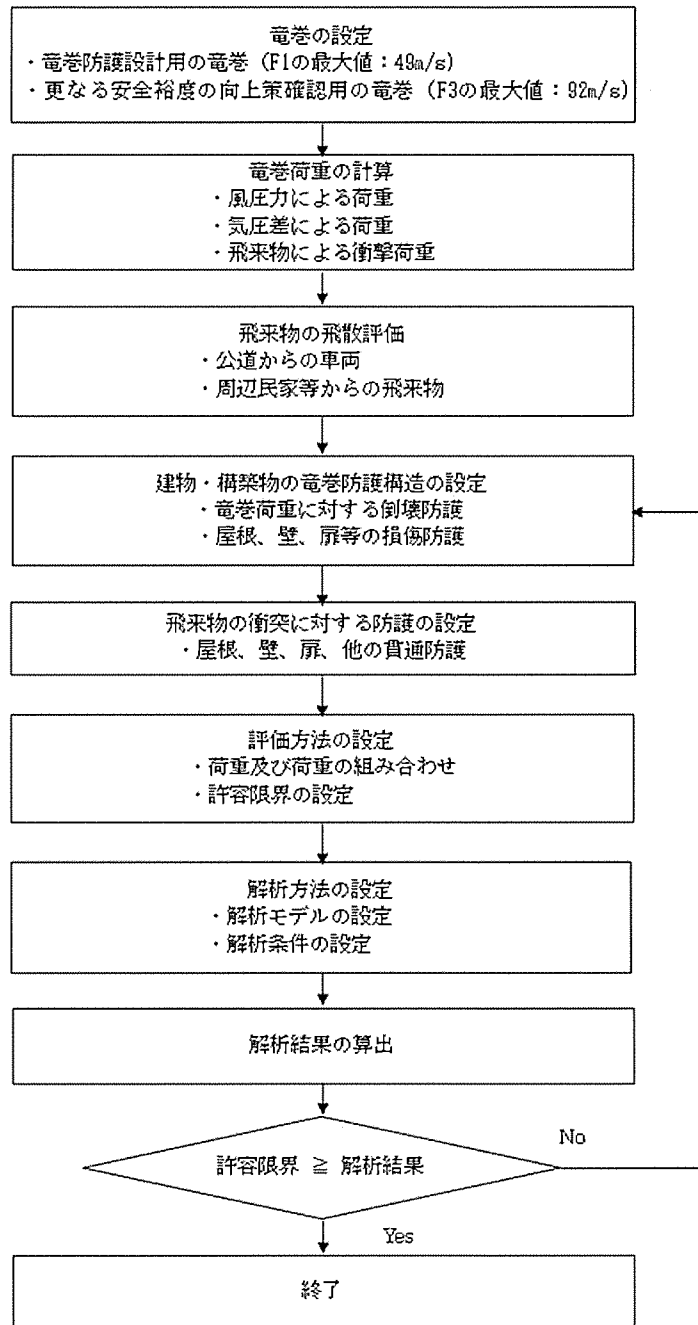 竜巻の設定
・竜巻防護設計用の竜巻（F1の最大値：49m/s）
・更なる安全裕度の向上策確認用の竜巻（F3の最大値：92m/s）
竜巻荷重の計算
・風圧力による荷重
・気圧差による荷重
・飛来物による衝撃荷重
飛来物の飛散評価
・公道からの車両
・周辺民家等からの飛来物
建物・構築物の竜巻防護構造の設定
・竜巻荷重に対する倒壊防護
・屋根、壁、扉等の損傷防護
飛来物の衝突に対する防護の設定
・屋根、壁、扉、他の貫通防護
評価方法の設定
・荷重及び荷重の組み合わせ
・許容限界の設定
解析方法の設定
・解析モデルの設定
・解析条件の設定
解析結果の算出
許容限界 ≧ 解析結果
No
Yes
終了